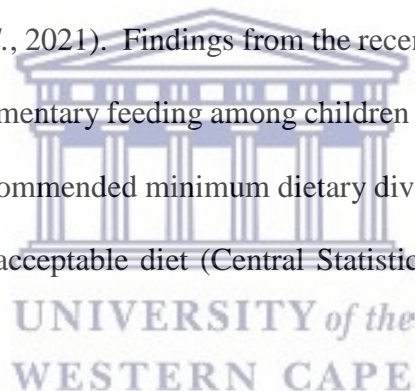 ., 2021). Findings from the recen
mentary feeding among children
ommended minimum dietary div
acceptable diet (Central Statistic
UNIVERSITY of the
WESTERN CAPE